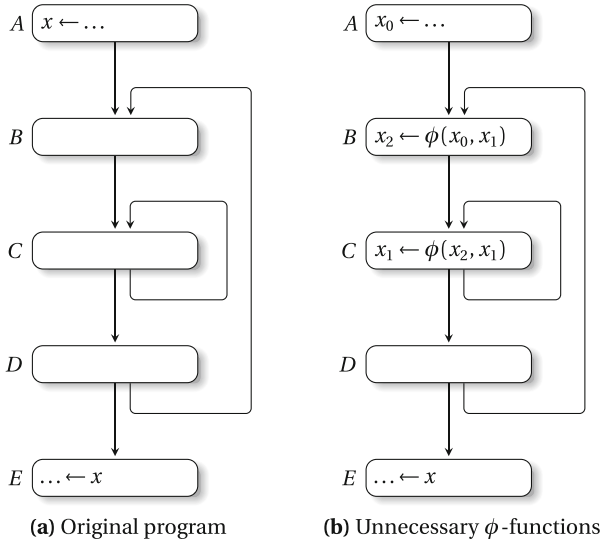 A x ← ...
B
C
D
E ... ← x
(a) Original program
A x₀ ← ...
B x₂ ← ϕ(x₀, x₁)
C x₁ ← ϕ(x₂, x₁)
D
E ... ← x
(b) Unnecessary ϕ-functions